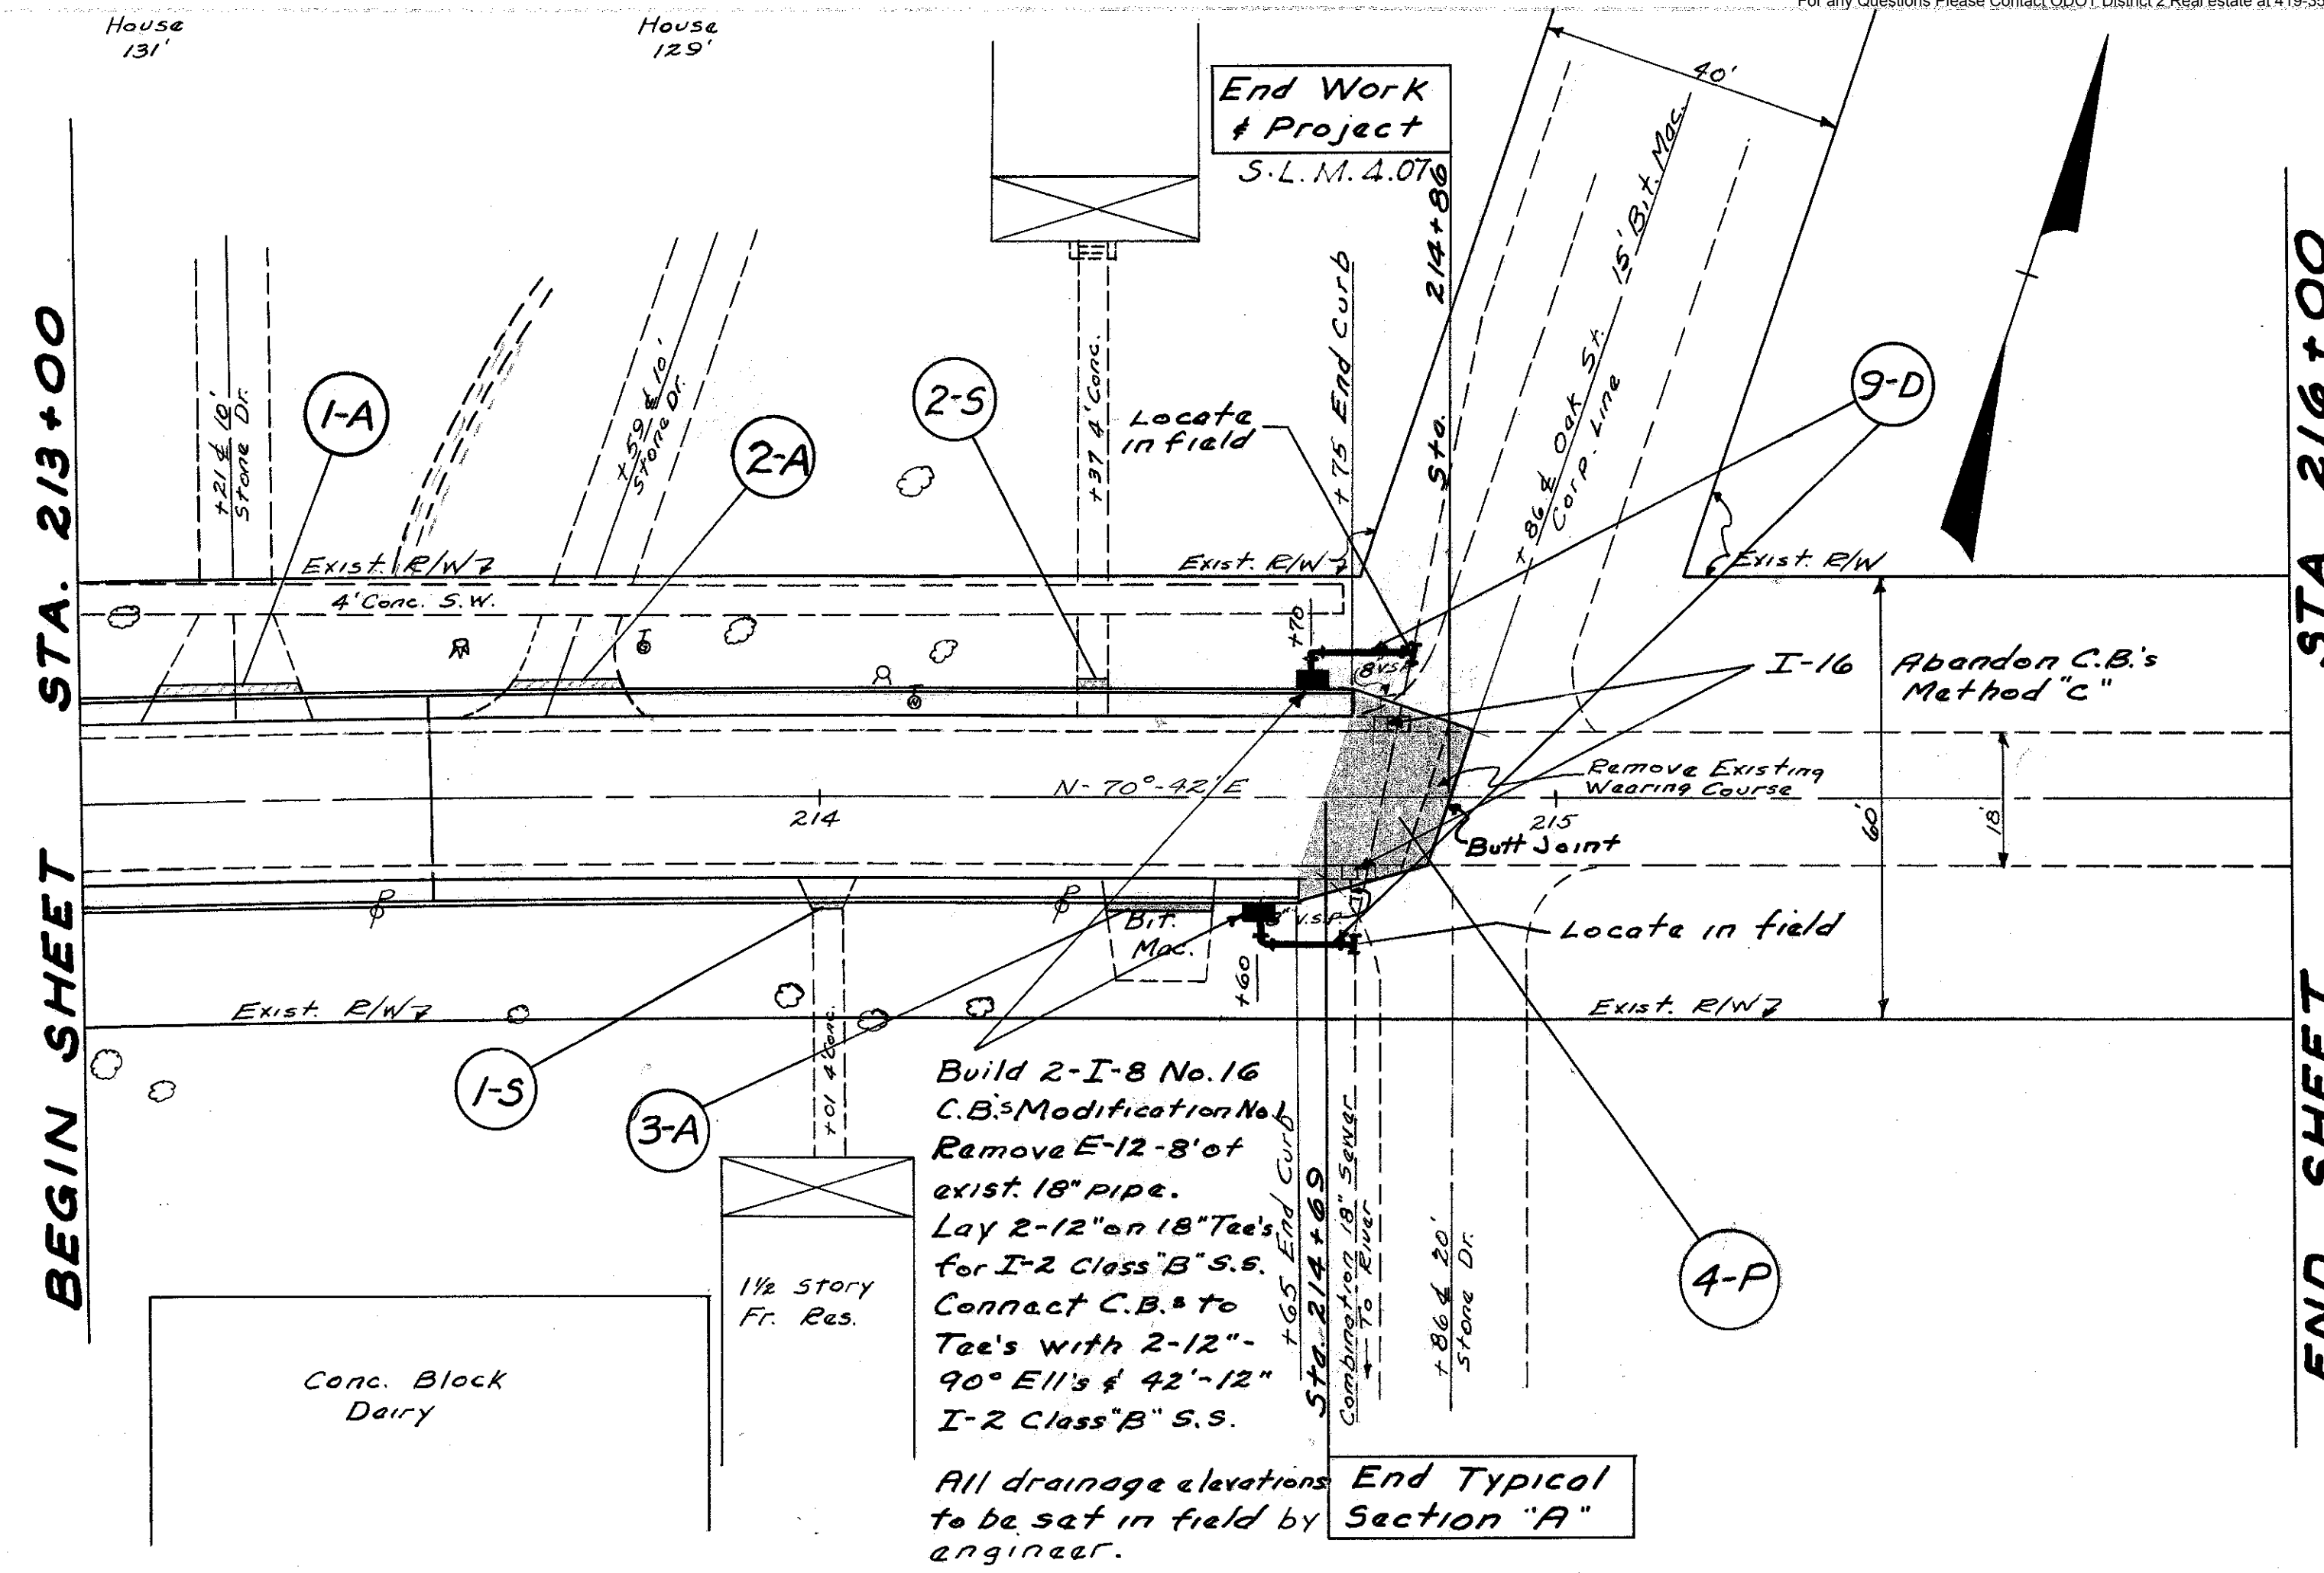 For any Questions Please Contact ODOT District 2 Real estate at 419-35
House
131'
House
129'
End Work
& Project
S.L.M. 4.07
40'
STA. 213+00
BEGIN SHEET
STA 216+00
END SHEET
Sta. 214+86
+75 End Curb
15' Bit. Mac.
+86 ℄ Oak St.
Corp. Line
+21 ℄ 10'
Stone Dr.
1-A
+59 ℄ 10'
Stone Dr.
2-A
2-S
+37 4' Conc.
Locate
in field
9-D
Exist. R/W
Exist. R/W
Exist. R/W
4' Conc. S.W.
+70
8" V.S.P.
I-16
Abandon C.B.'s
Method "C"
N-70°-42' E
214
215
Remove Existing
Wearing Course
Butt Joint
60'
18'
P
P
Bit.
Mac.
8" V.S.P.
Locate in field
+60
Exist. R/W
Exist. R/W
1-S
3-A
+01 4' Conc.
Build 2-I-8 No.16
C.B.'s Modification No.1
Remove E-12-8' of
exist. 18" pipe.
Lay 2-12" on 18" Tee's
for I-2 Class "B" S.S.
Connect C.B.s to
Tee's with 2-12"-
90° Ell's & 42'-12"
I-2 Class "B" S.S.
All drainage elevations
to be set in field by
engineer.
+65 End Curb
Sta. 214+69
Combination 18" Sewer
To River
+86 ℄ 20'
Stone Dr.
4-P
1½ Story
Fr. Res.
Conc. Block
Dairy
End Typical
Section "A"